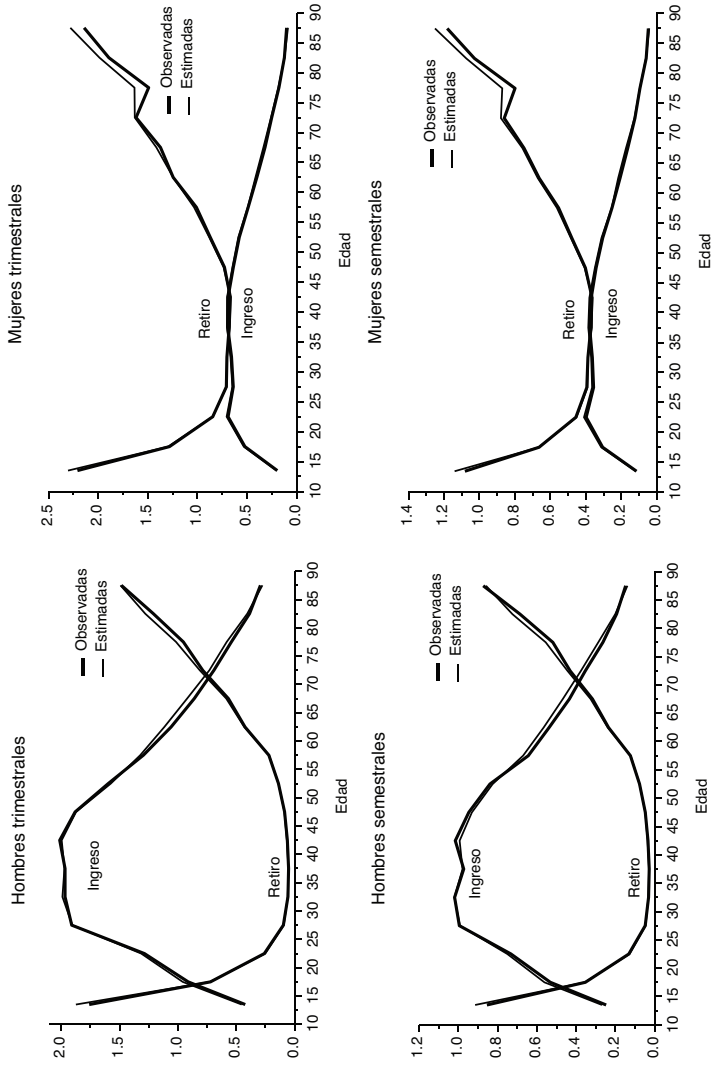 Hombres trimestrales
2.0
1.5
1.0
0.5
0.0
Observadas
Estimadas
Ingreso
Retiro
10 15 20 25 30 35 40 45 50 55 60 65 70 75 80 85 90
Edad
Mujeres trimestrales
2.5
2.0
1.5
1.0
0.5
0.0
Observadas
Estimadas
Retiro
Ingreso
10 15 20 25 30 35 40 45 50 55 60 65 70 75 80 85 90
Edad
Hombres semestrales
1.2
1.0
0.8
0.6
0.4
0.2
0.0
Observadas
Estimadas
Ingreso
Retiro
10 15 20 25 30 35 40 45 50 55 60 65 70 75 80 85 90
Edad
Mujeres semestrales
1.4
1.2
1.0
0.8
0.6
0.4
0.2
0.0
Observadas
Estimadas
Retiro
Ingreso
10 15 20 25 30 35 40 45 50 55 60 65 70 75 80 85 90
Edad